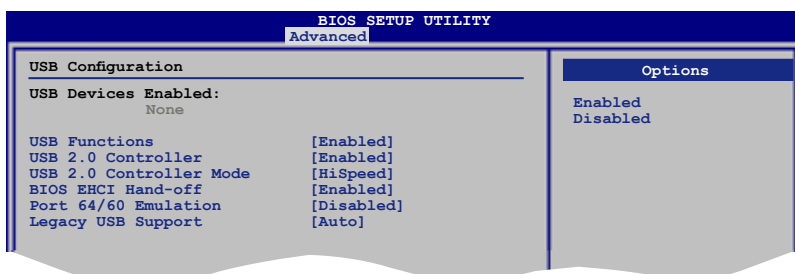 BIOS SETUP UTILITY
Advanced
USB Configuration
USB Devices Enabled:
None
USB Functions [Enabled]
USB 2.0 Controller [Enabled]
USB 2.0 Controller Mode [HiSpeed]
BIOS EHCI Hand-off [Enabled]
Port 64/60 Emulation [Disabled]
Legacy USB Support [Auto]
Options
Enabled
Disabled